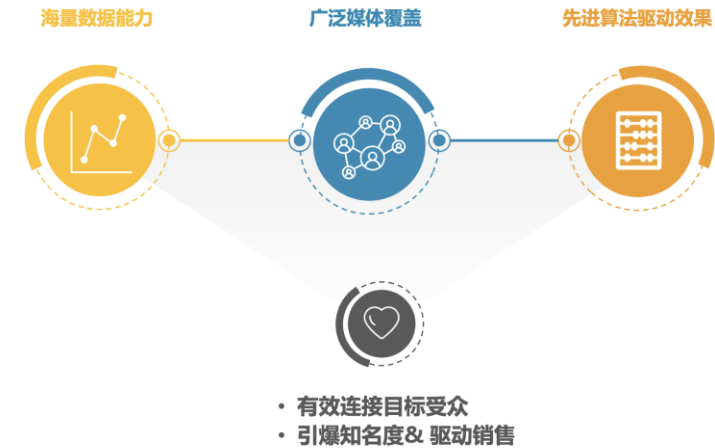 海量数据能力
广泛媒体覆盖
先进算法驱动效果
• 有效连接目标受众
• 引爆知名度& 驱动销售